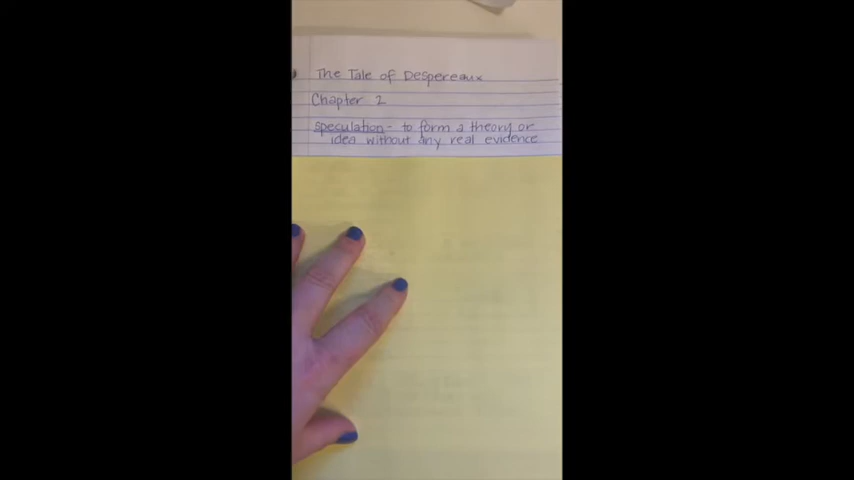 The Tale of Despereaux
Chapter 2
speculation - to form a theory or
idea without any real evidence